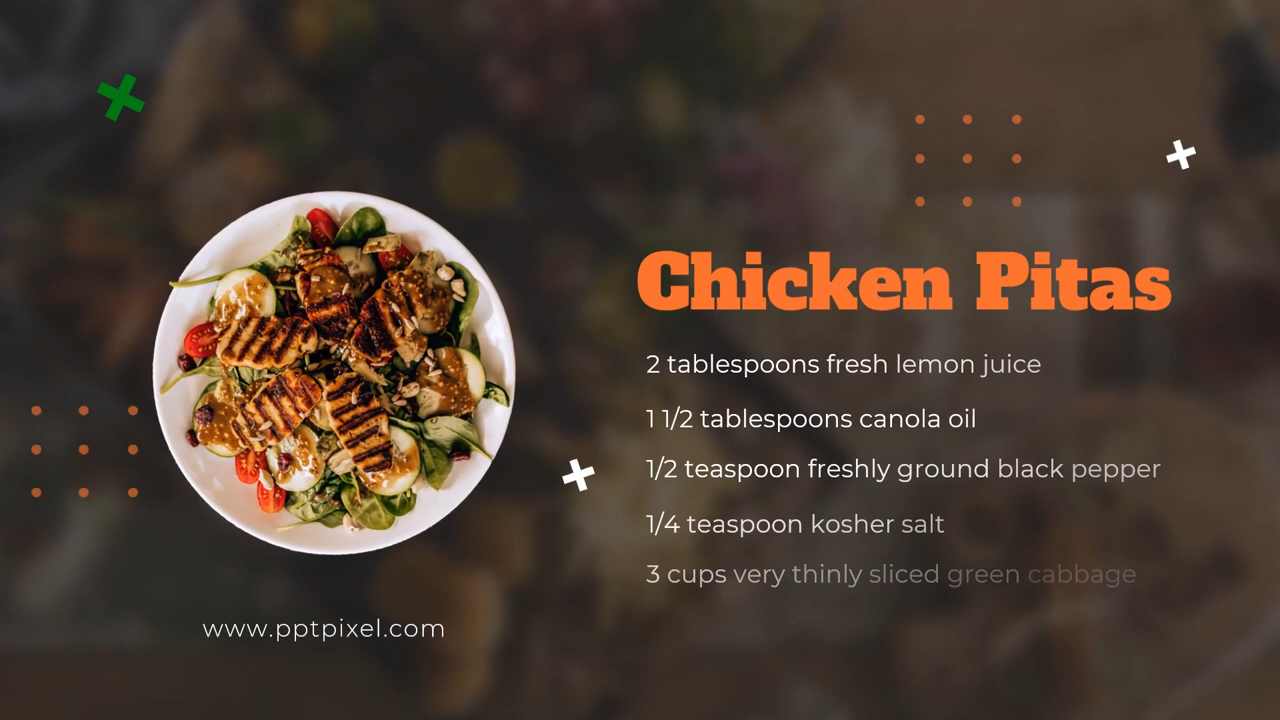 Chicken Pitas
2 tablespoons fresh lemon juice
1 1/2 tablespoons canola oil
1/2 teaspoon freshly ground black pepper
1/4 teaspoon kosher salt
3 cups very thinly sliced green cabbage
www.pptpixel.com